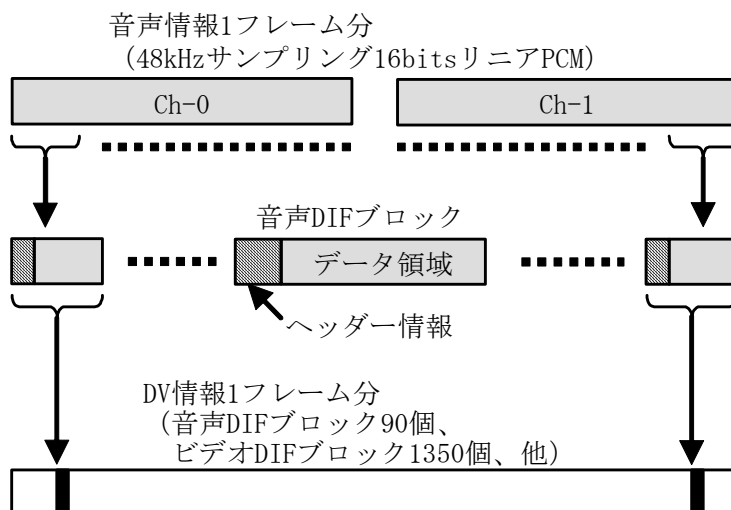 音声情報1フレーム分
(48kHzサンプリング16bitsリニアPCM)
Ch-0
Ch-1
音声DIFブロック
データ領域
ヘッダー情報
DV情報1フレーム分
(音声DIFブロック90個、
ビデオDIFブロック1350個、他)